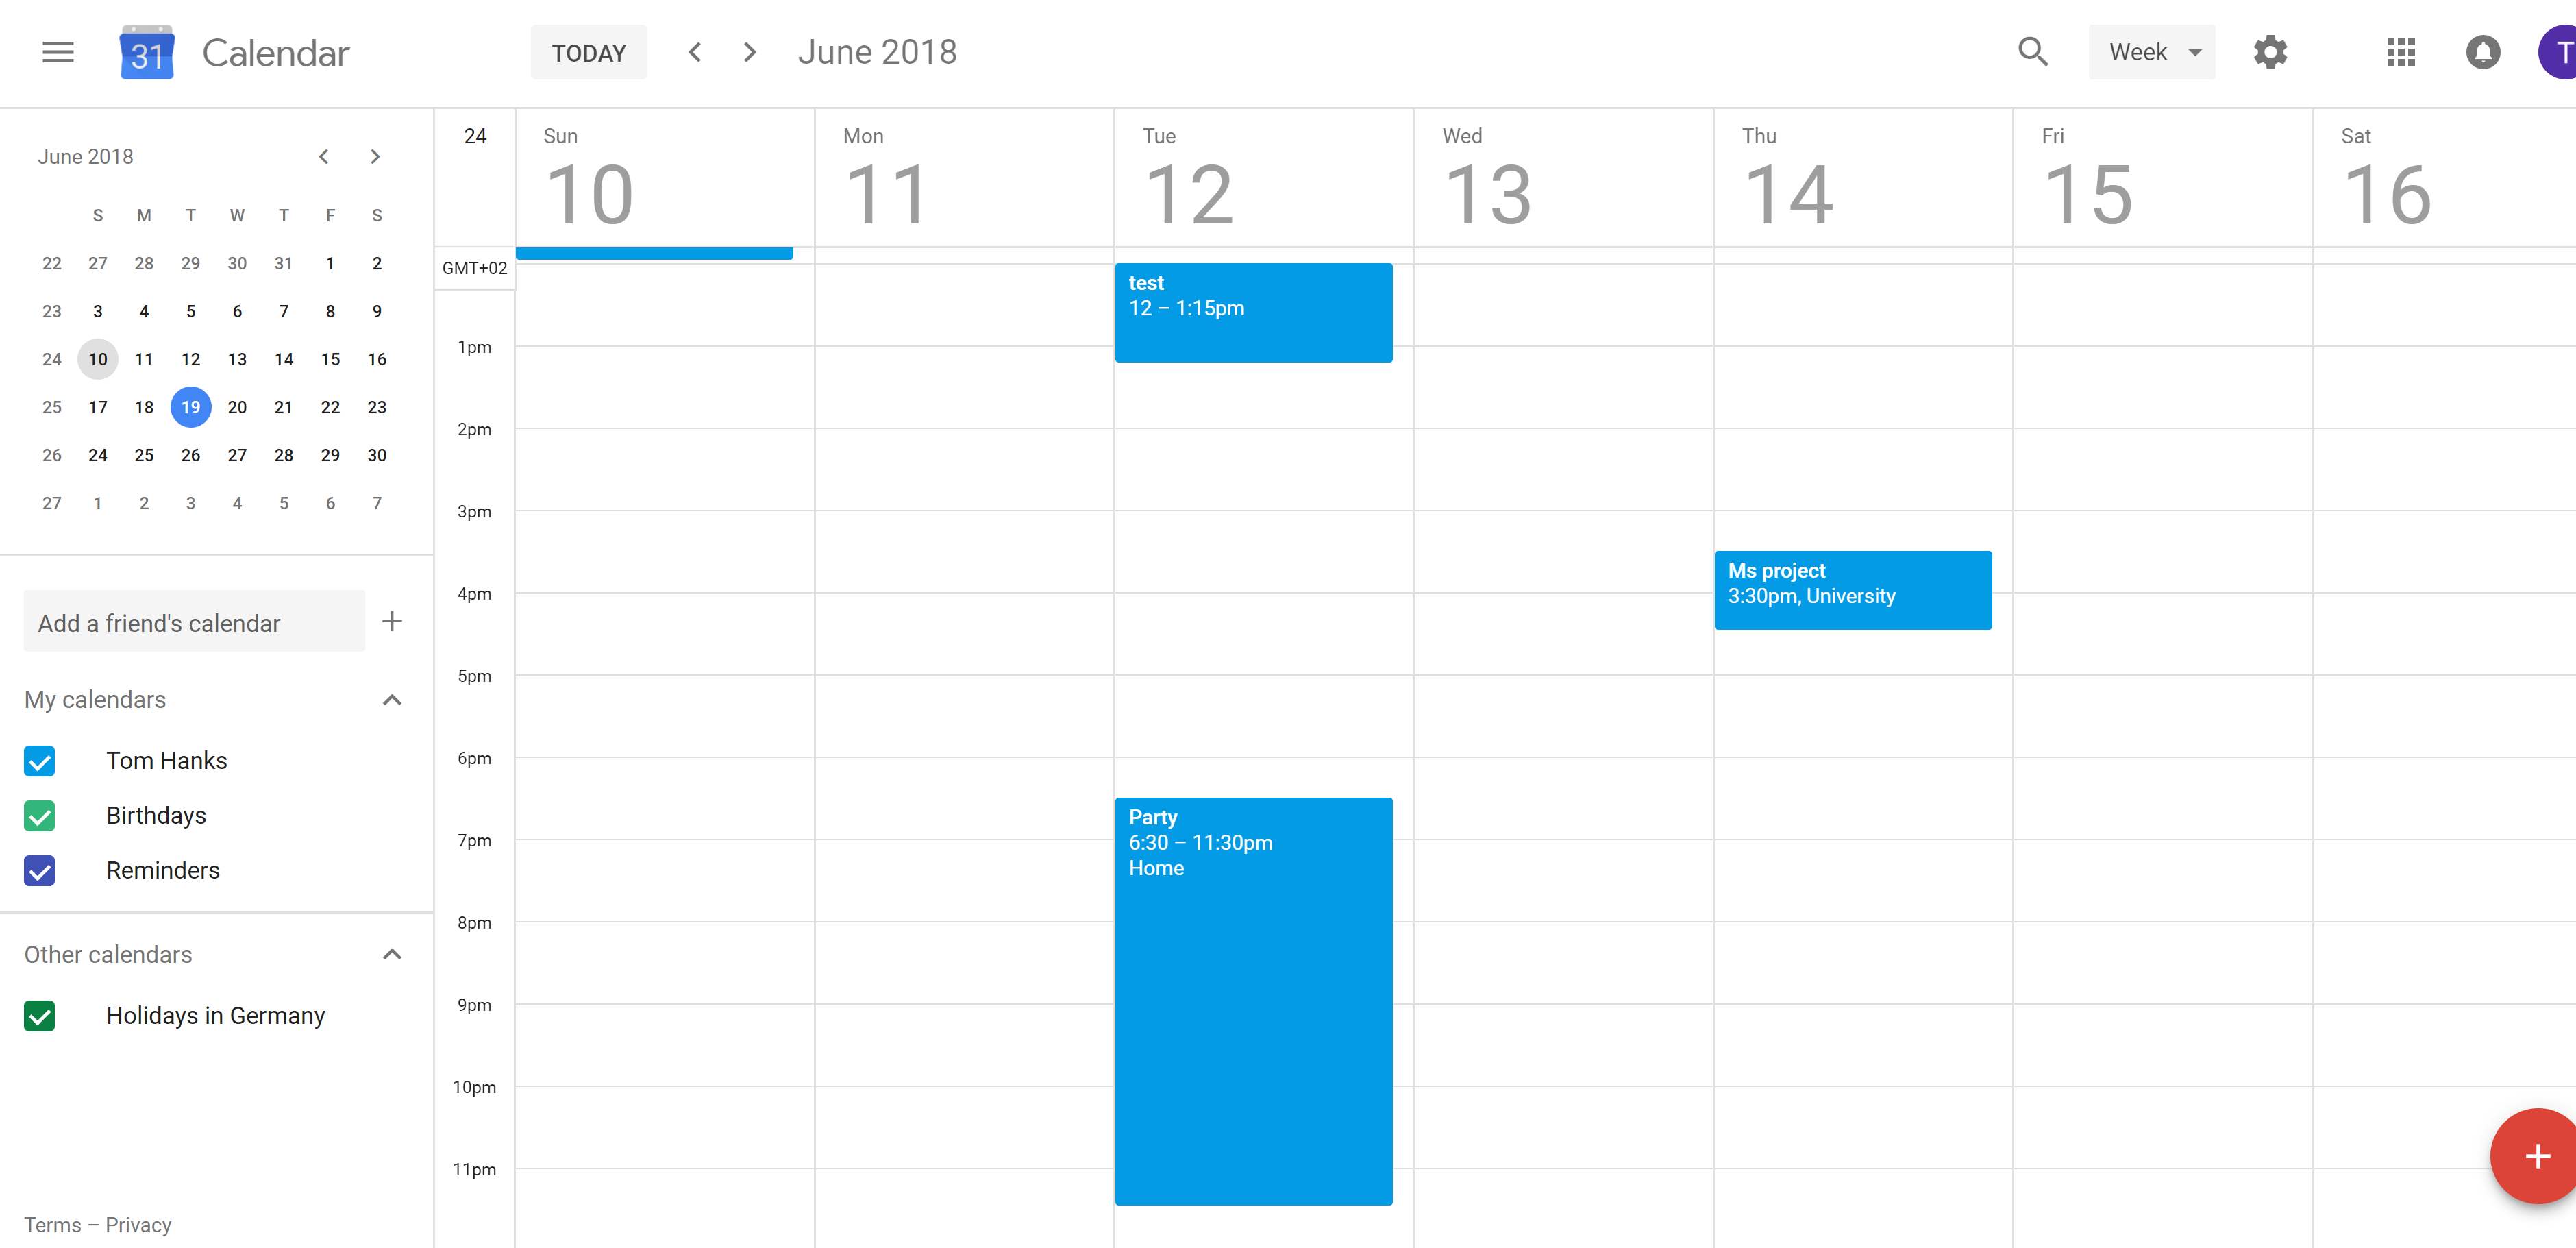 31 Calendar TODAY June 2018 Week T
June 2018
S M T W T F S
22 27 28 29 30 31 1 2
23 3 4 5 6 7 8 9
24 10 11 12 13 14 15 16
25 17 18 19 20 21 22 23
26 24 25 26 27 28 29 30
27 1 2 3 4 5 6 7
Add a friend's calendar
My calendars
Tom Hanks
Birthdays
Reminders
Other calendars
Holidays in Germany
Terms – Privacy
24 Sun Mon Tue Wed Thu Fri Sat
10 11 12 13 14 15 16
GMT+02
test
12 – 1:15pm
1pm
2pm
3pm
Ms project
3:30pm, University
4pm
5pm
6pm
Party
6:30 – 11:30pm
Home
7pm
8pm
9pm
10pm
11pm